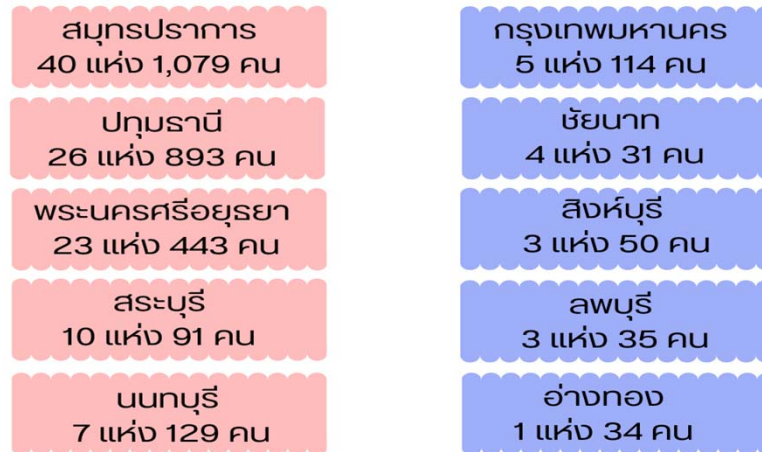 สมุทรปราการ
40 แห่ง 1,079 คน
ปทุมธานี
26 แห่ง 893 คน
พระนครศรีอยุธยา
23 แห่ง 443 คน
สระบุรี
10 แห่ง 91 คน
นนทบุรี
7 แห่ง 129 คน
กรุงเทพมหานคร
5 แห่ง 114 คน
ชัยนาท
4 แห่ง 31 คน
สิงห์บุรี
3 แห่ง 50 คน
ลพบุรี
3 แห่ง 35 คน
อ่างทอง
1 แห่ง 34 คน